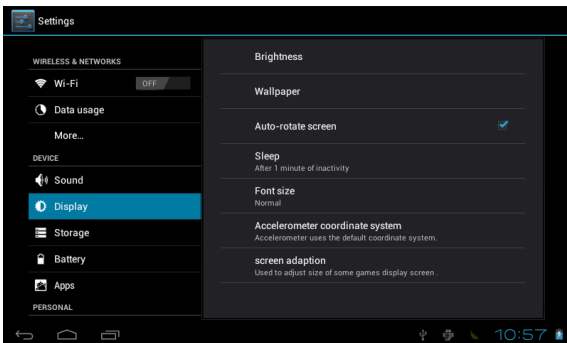 Settings
WIRELESS & NETWORKS
Wi-Fi
OFF
Data usage
More...
DEVICE
Sound
Display
Storage
Battery
Apps
PERSONAL
Brightness
Wallpaper
Auto-rotate screen
Sleep
After 1 minute of inactivity
Font size
Normal
Accelerometer coordinate system
Accelerometer uses the default coordinate system.
screen adaption
Used to adjust size of some games display screen .
10:57